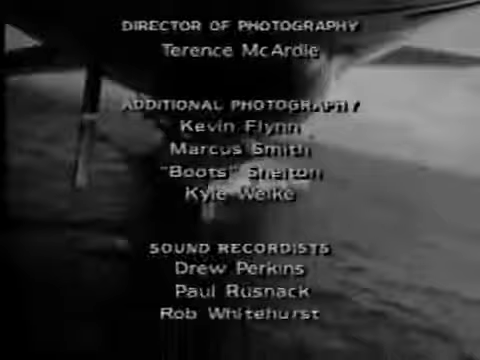 DIRECTOR OF PHOTOGRAPHY
Terence McArdle
ADDITIONAL PHOTOGRAPHY
Kevin Flynn
Marcus Smith
"Boots" Shelton
Kyle Welke
SOUND RECORDISTS
Drew Perkins
Paul Rusnack
Rob Whitehurst